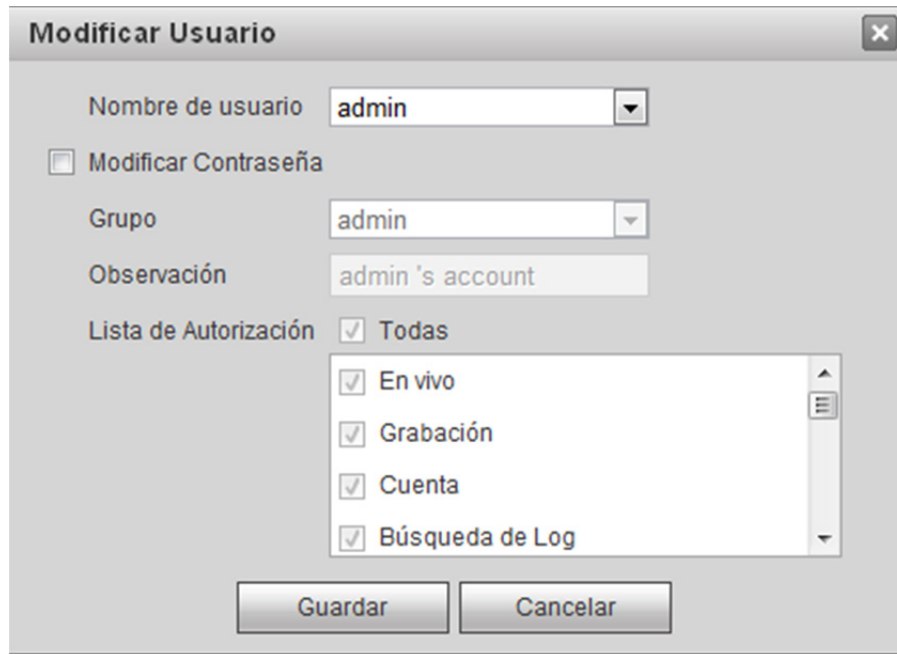 Modificar Usuario
Nombre de usuario admin
Modificar Contraseña
Grupo admin
Observación admin 's account
Lista de Autorización Todas
En vivo
Grabación
Cuenta
Búsqueda de Log
Guardar Cancelar